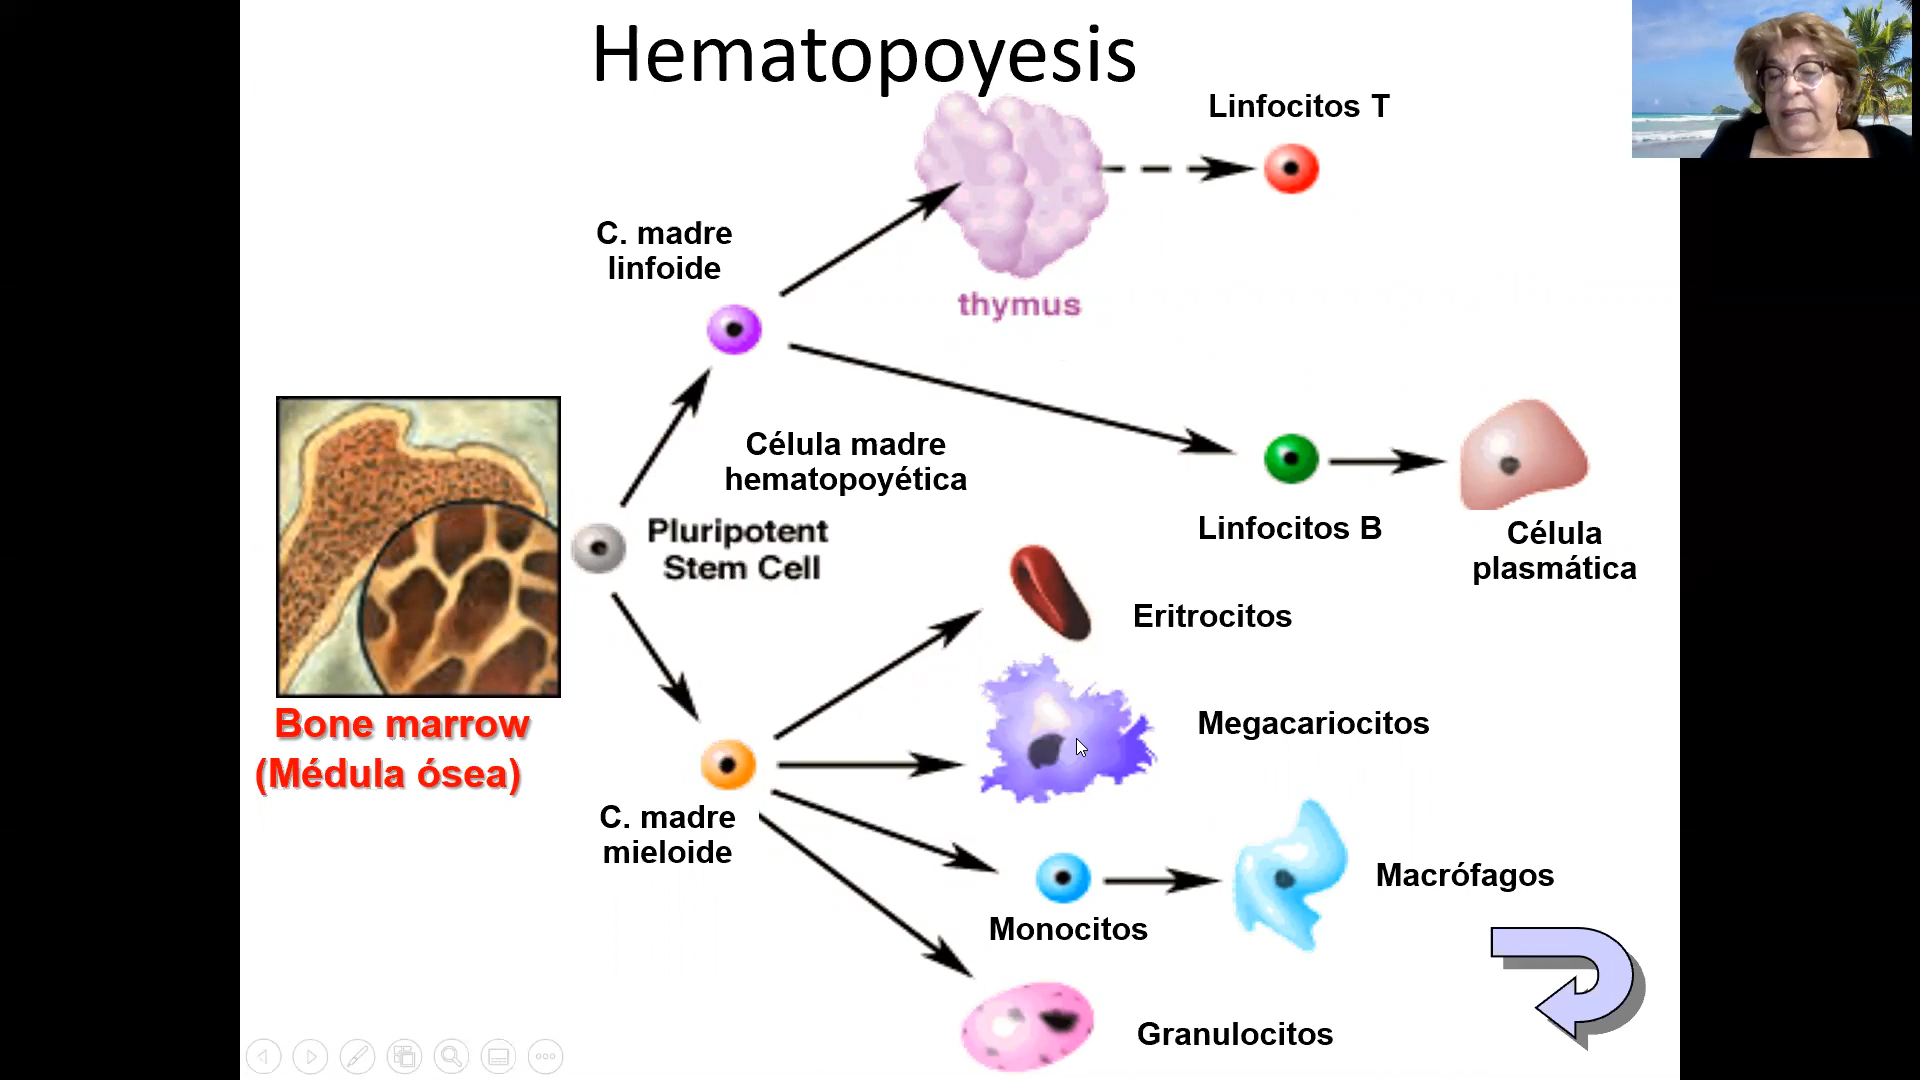 Hematopoyesis
Linfocitos T
C. madre
linfoide
thymus
Célula madre
hematopoyética
Pluripotent
Stem Cell
Linfocitos B
Célula
plasmática
Eritrocitos
Bone marrow
(Médula ósea)
Megacariocitos
C. madre
mieloide
Macrófagos
Monocitos
Granulocitos